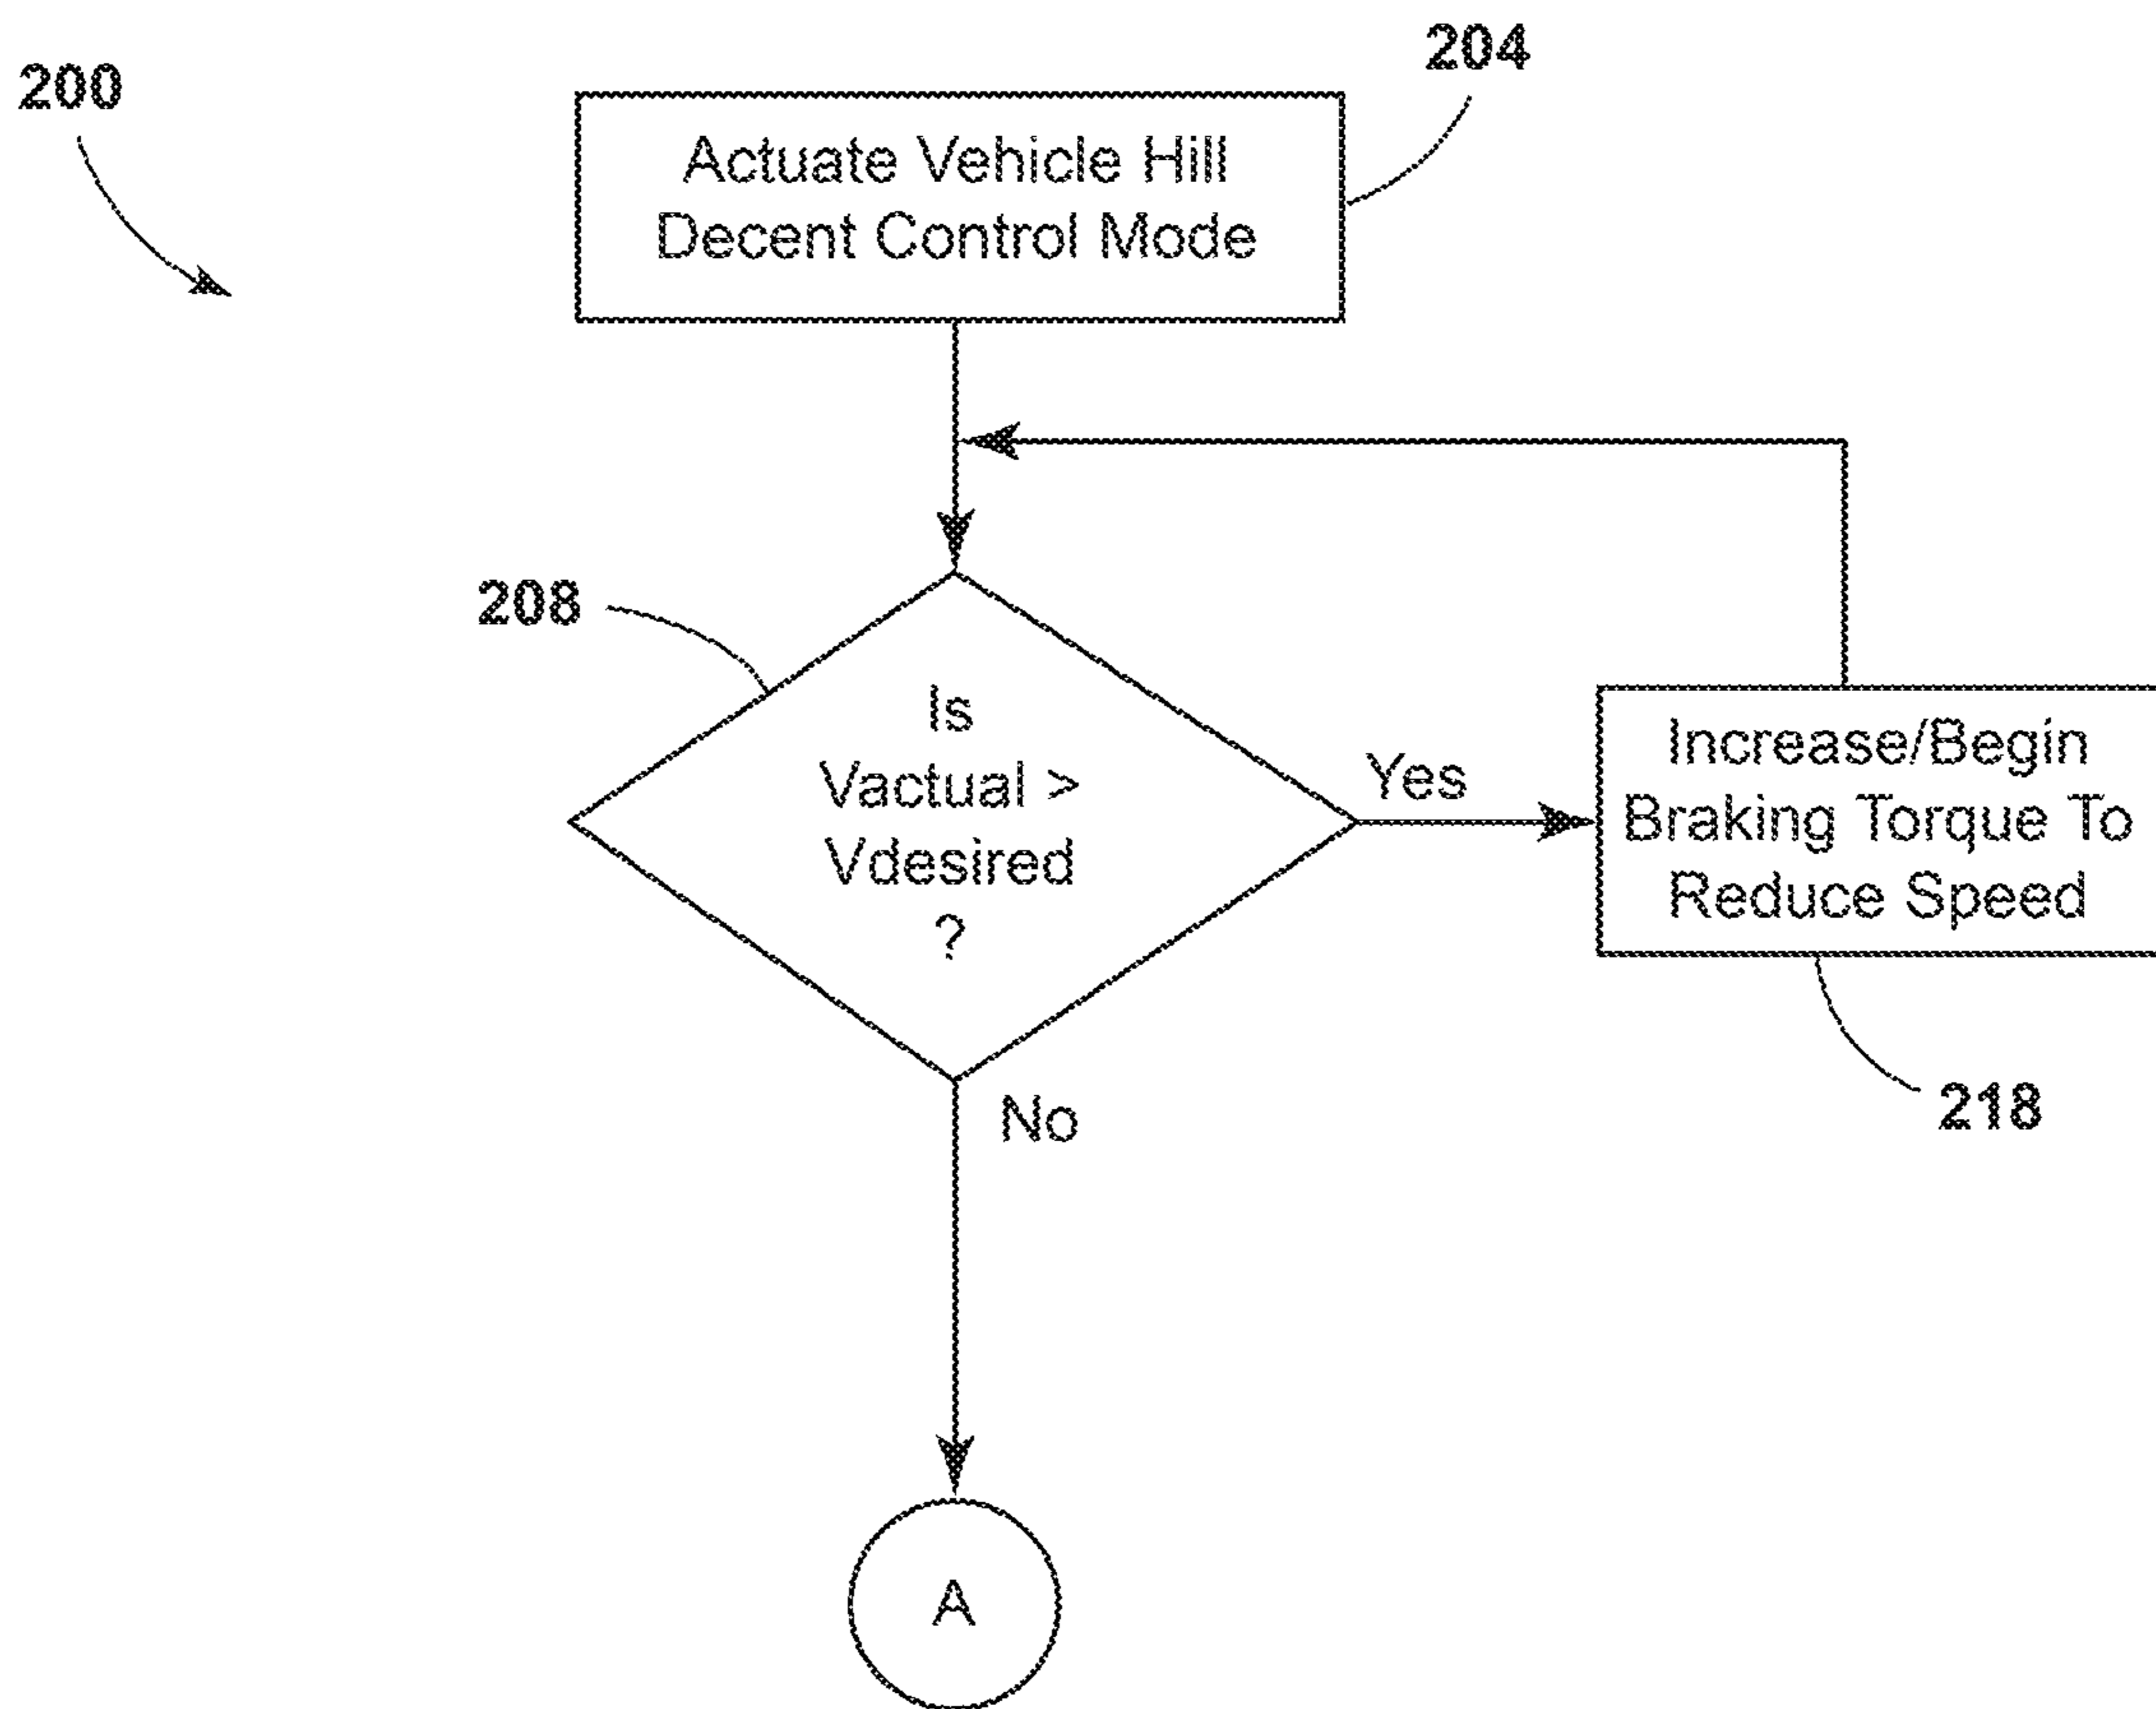 200
204
Actuate Vehicle Hill
Decent Control Mode
208
Is
Vactual >
Vdesired
?
Yes
Increase/Begin
Braking Torque To
Reduce Speed
218
No
A